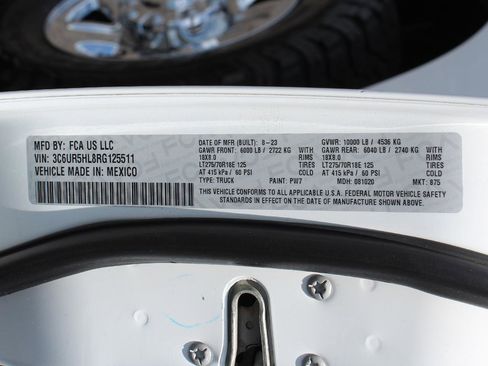 MFD BY: FCA US LLC
VIN: 3C6UR5HL8RG125511
VEHICLE MADE IN: MEXICO
DATE OF MFR (BUILT): 8-23 GVWR: 10000 LB / 4536 KG
GAWR FRONT: 6000 LB / 2722 KG GAWR REAR: 6040 LB / 2740 KG
18X8.0 RIMS 18X8.0 RIMS
WITH WITH
LT275/70R18E 125 TIRES LT275/70R18E 125 TIRES
AT 415 kPa / 60 PSI COLD AT 415 kPa / 60 PSI COLD
TYPE: TRUCK PAINT: PW7 MDH: 081020 MKT: 875
THIS VEHICLE CONFORMS TO ALL APPLICABLE U.S.A. FEDERAL MOTOR VEHICLE SAFETY
STANDARDS IN EFFECT ON THE DATE OF MANUFACTURE SHOWN ABOVE